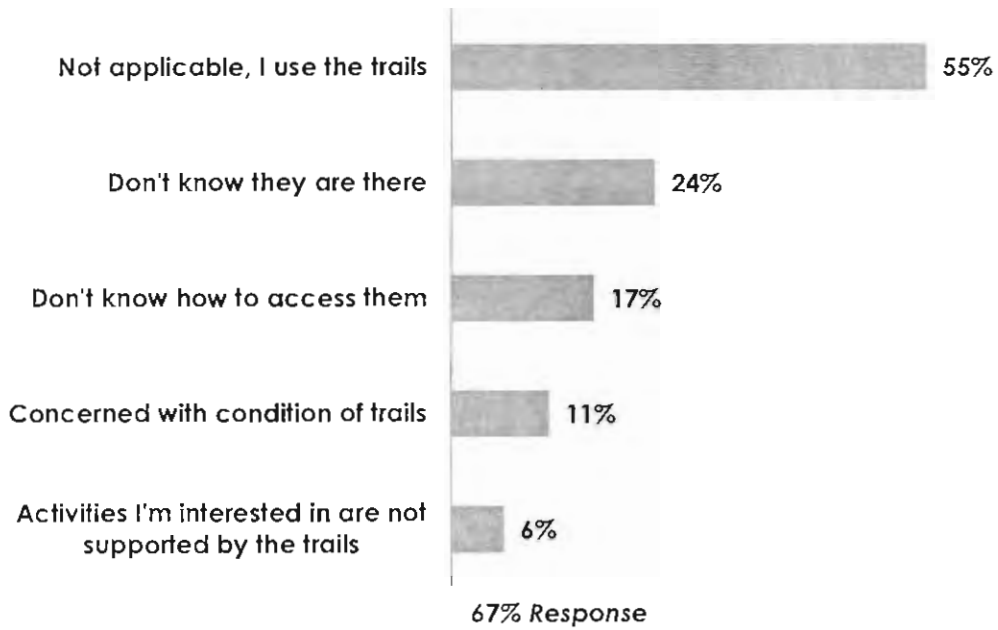 Not applicable, I use the trails
55%
Don't know they are there
24%
Don't know how to access them
17%
Concerned with condition of trails
11%
Activities I'm interested in are not
supported by the trails
6%
67% Response